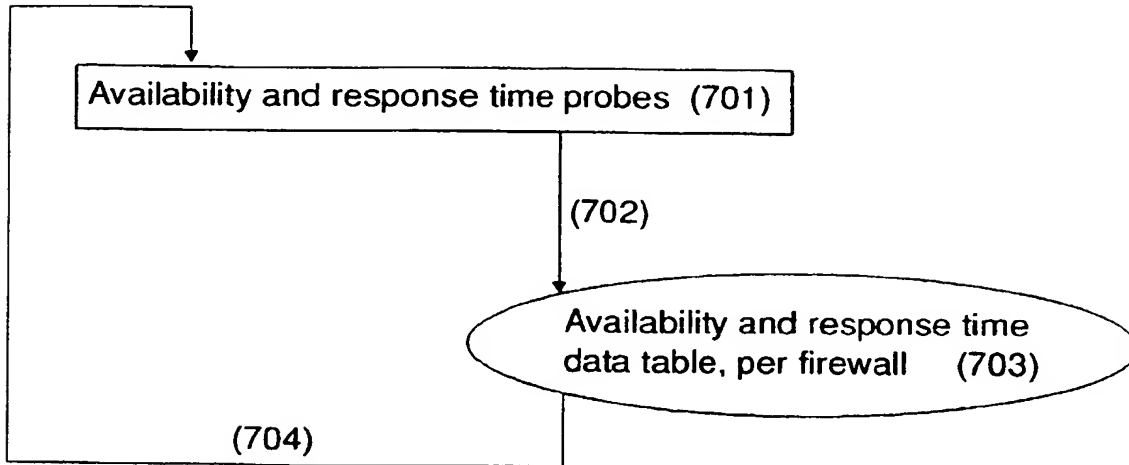 Availability and response time probes (701)
(702)
Availability and response time
data table, per firewall (703)
(704)